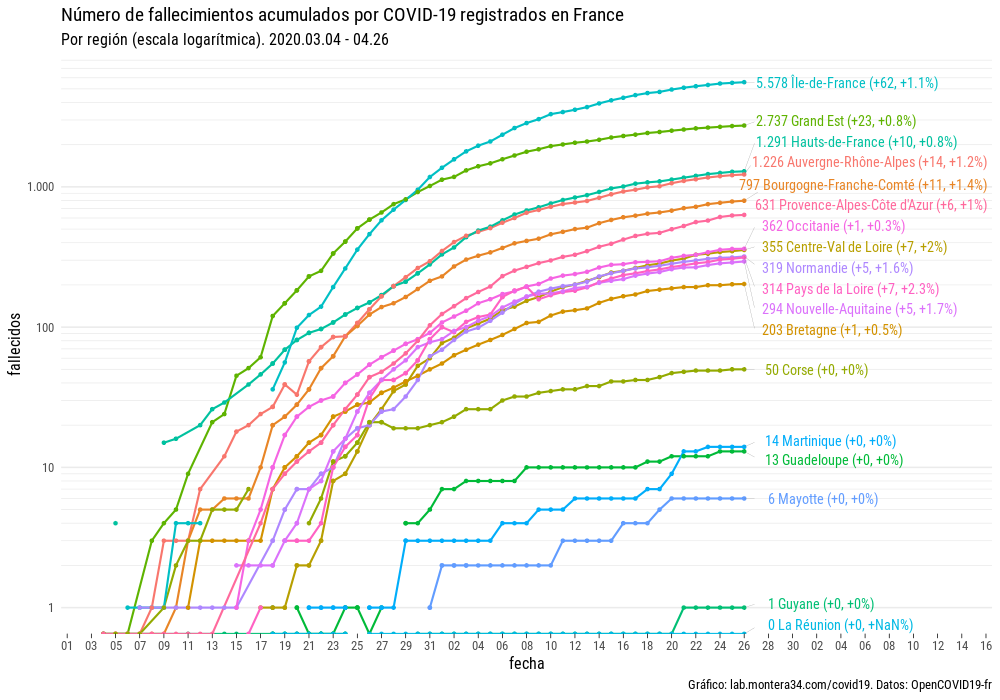 Número de fallecimientos acumulados por COVID-19 registrados en France
Por región (escala logarítmica). 2020.03.04 - 04.26
fallecidos
1.000
100
10
1
5.578 Île-de-France (+62, +1.1%)
2.737 Grand Est (+23, +0.8%)
1.291 Hauts-de-France (+10, +0.8%)
1.226 Auvergne-Rhône-Alpes (+14, +1.2%)
797 Bourgogne-Franche-Comté (+11, +1.4%)
631 Provence-Alpes-Côte d'Azur (+6, +1%)
362 Occitanie (+1, +0.3%)
355 Centre-Val de Loire (+7, +2%)
319 Normandie (+5, +1.6%)
314 Pays de la Loire (+7, +2.3%)
294 Nouvelle-Aquitaine (+5, +1.7%)
203 Bretagne (+1, +0.5%)
50 Corse (+0, +0%)
14 Martinique (+0, +0%)
13 Guadeloupe (+0, +0%)
6 Mayotte (+0, +0%)
1 Guyane (+0, +0%)
0 La Réunion (+0, +NaN%)
01 03 05 07 09 11 13 15 17 19 21 23 25 27 29 31 02 04 06 08 10 12 14 16 18 20 22 24 26 28 30 02 04 06 08 10 12 14 16
fecha
Gráfico: lab.montera34.com/covid19. Datos: OpenCOVID19-fr